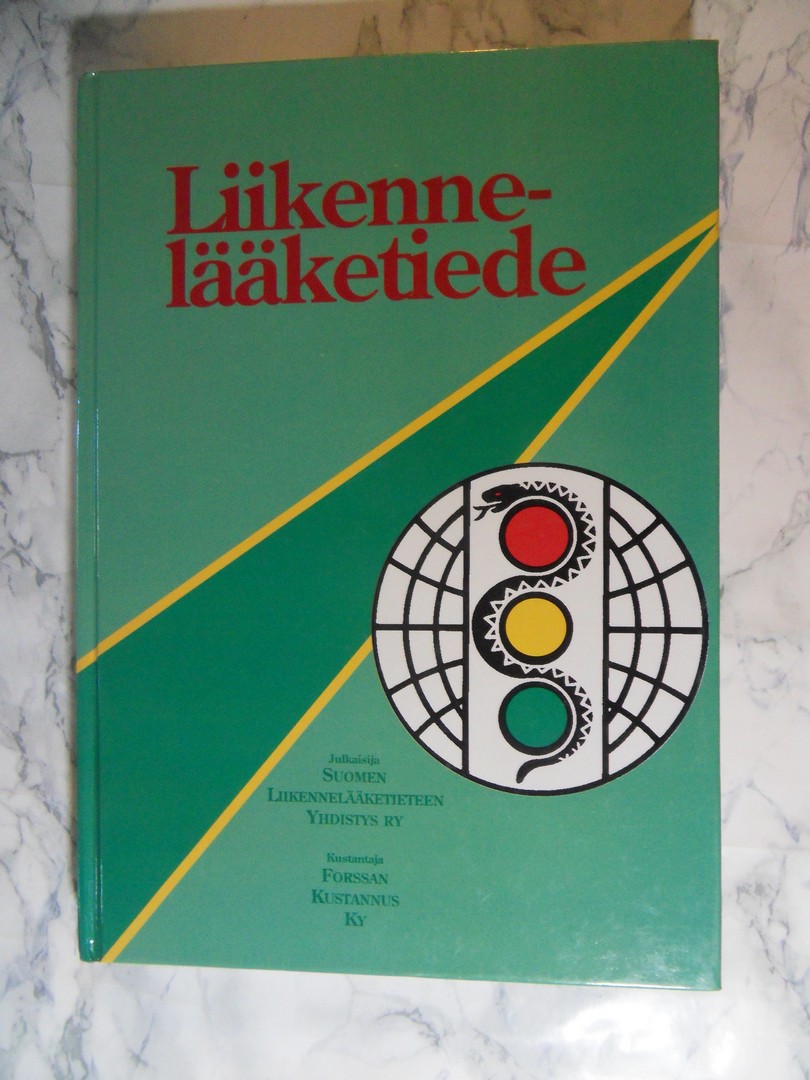 Liikenne-
lääketiede
Julkaisija
SUOMEN
LIIKENNELÄÄKETIETEEN
YHDISTYS RY
Kustantaja
FORSSAN
KUSTANNUS
KY